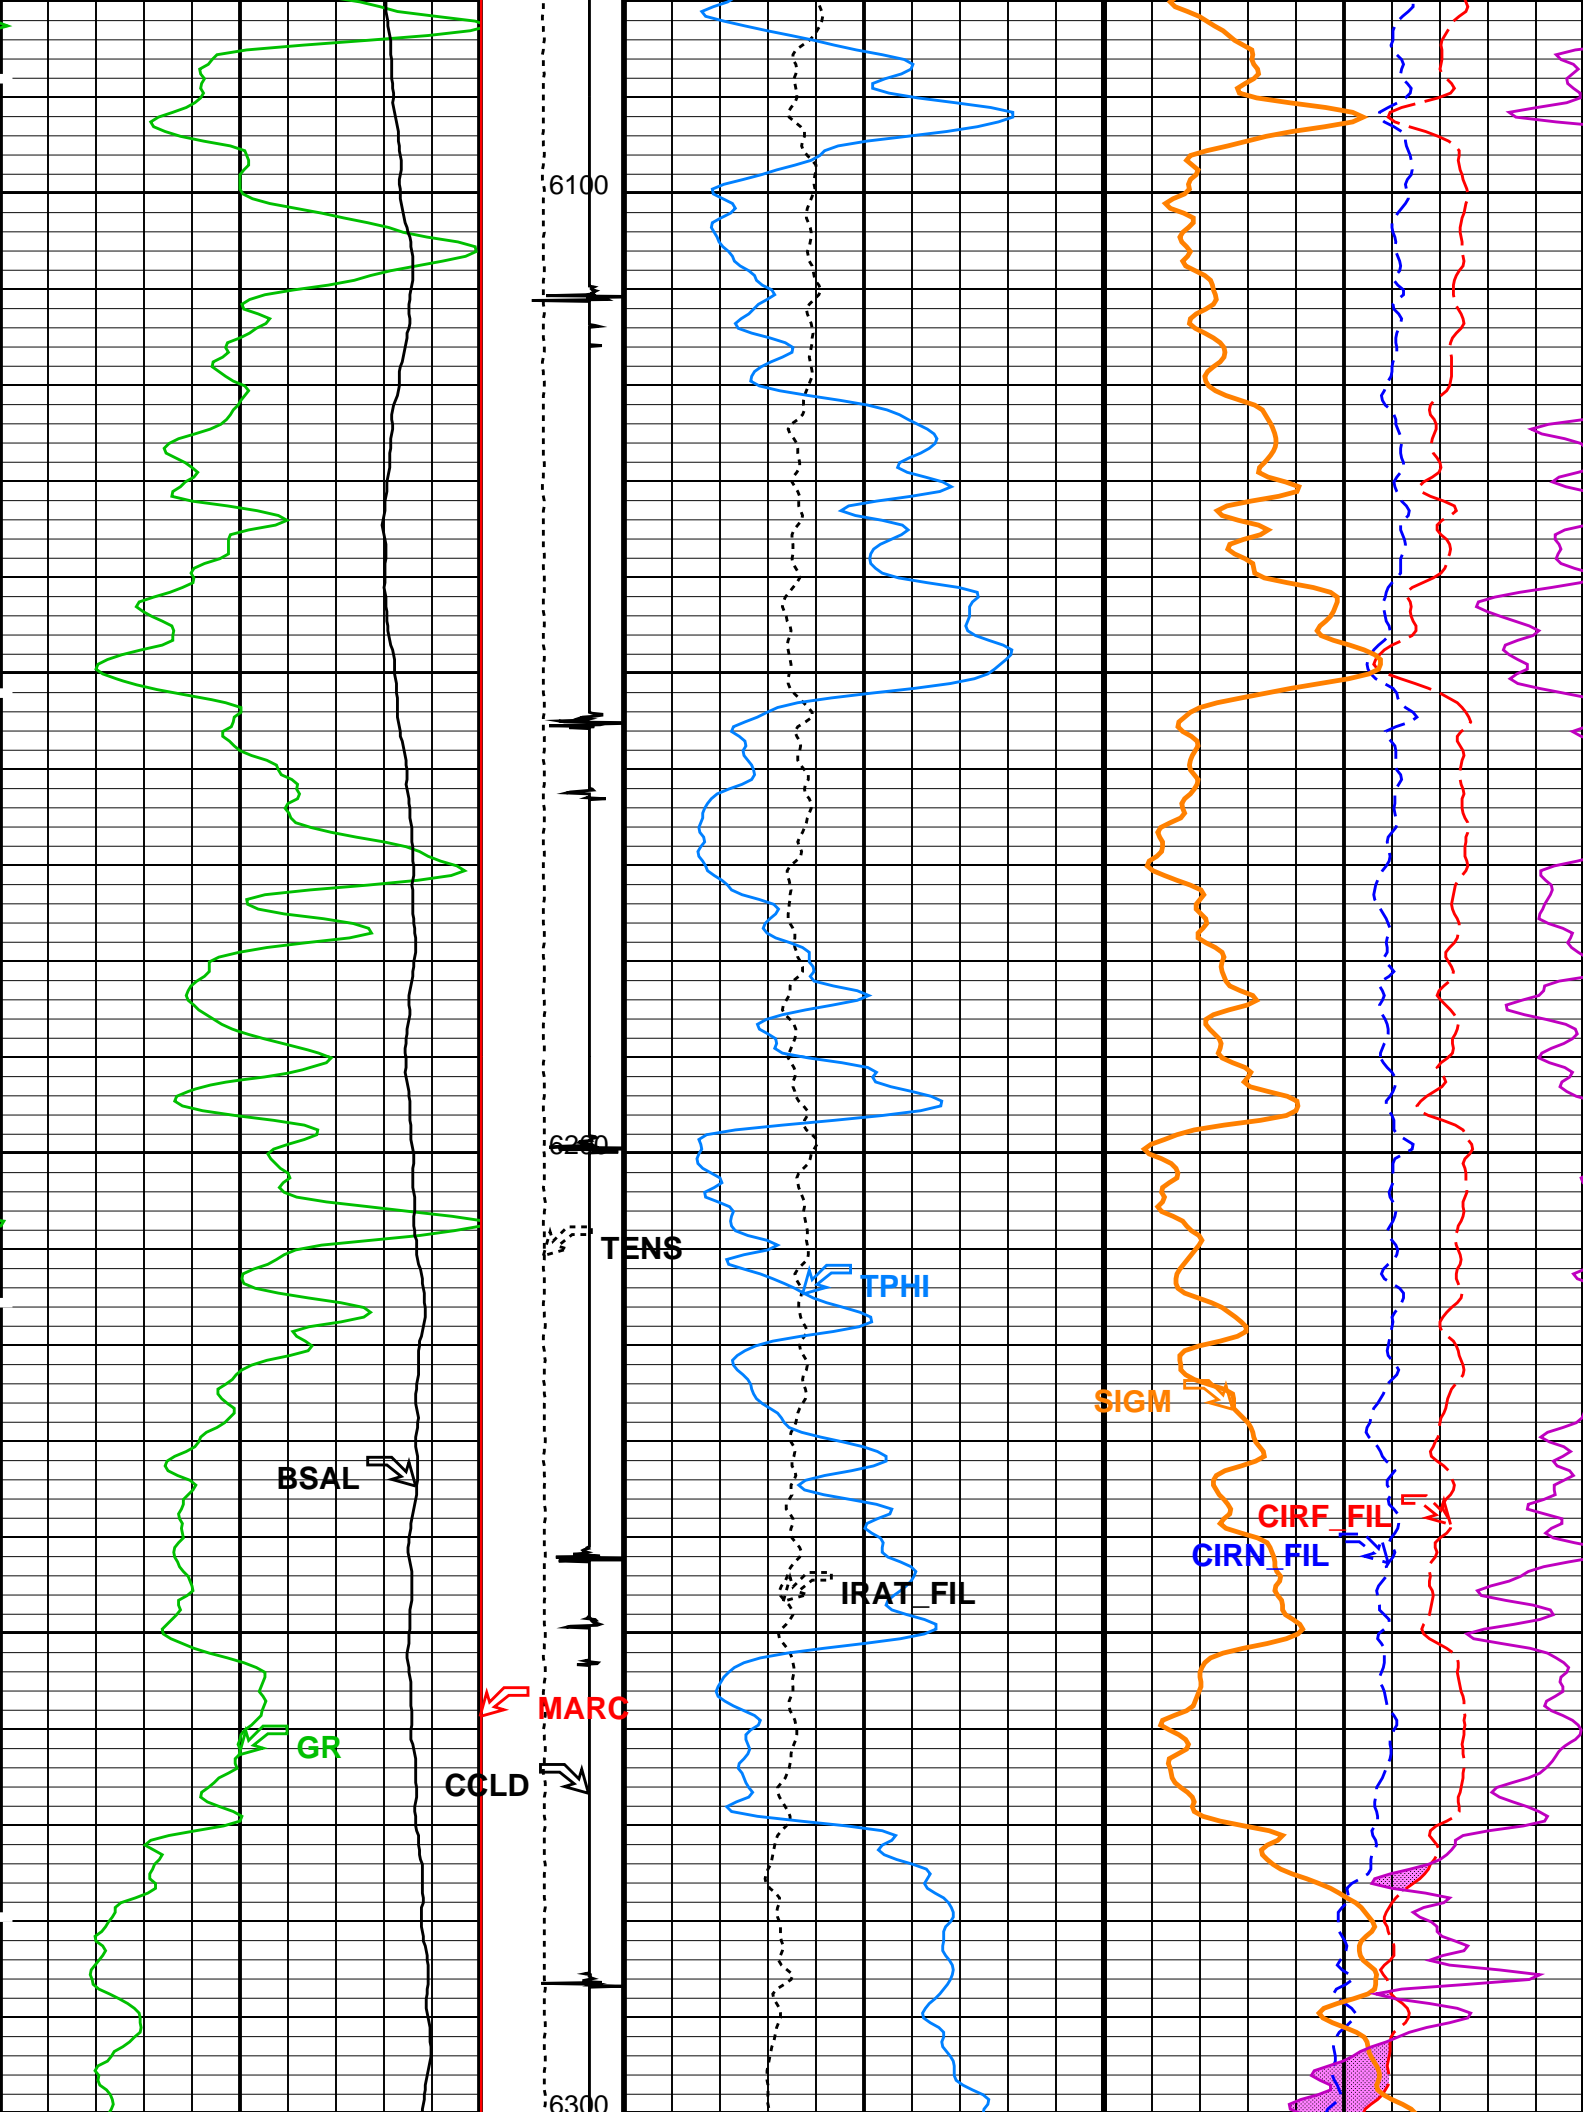 6100
6200
TENS
TPHI
SIGM
BSAL
CIRF_FIL
CIRN_FIL
IRAT_FIL
MARC
GR
CCLD
6300